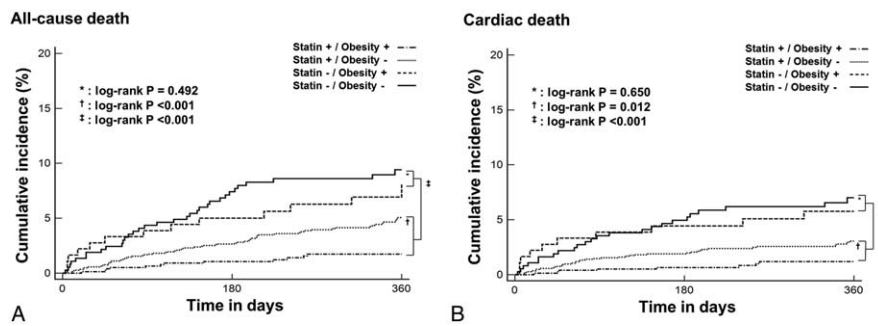 All-cause death
Cumulative incidence (%)
20
15
10
5
0
0
180
360
Time in days
Statin + / Obesity +
Statin + / Obesity -
Statin - / Obesity +
Statin - / Obesity -
* : log-rank P = 0.492
† : log-rank P <0.001
‡ : log-rank P <0.001
*
†
‡
A
Cardiac death
Cumulative incidence (%)
20
15
10
5
0
0
180
360
Time in days
Statin + / Obesity +
Statin + / Obesity -
Statin - / Obesity +
Statin - / Obesity -
* : log-rank P = 0.650
† : log-rank P = 0.012
‡ : log-rank P <0.001
*
†
B